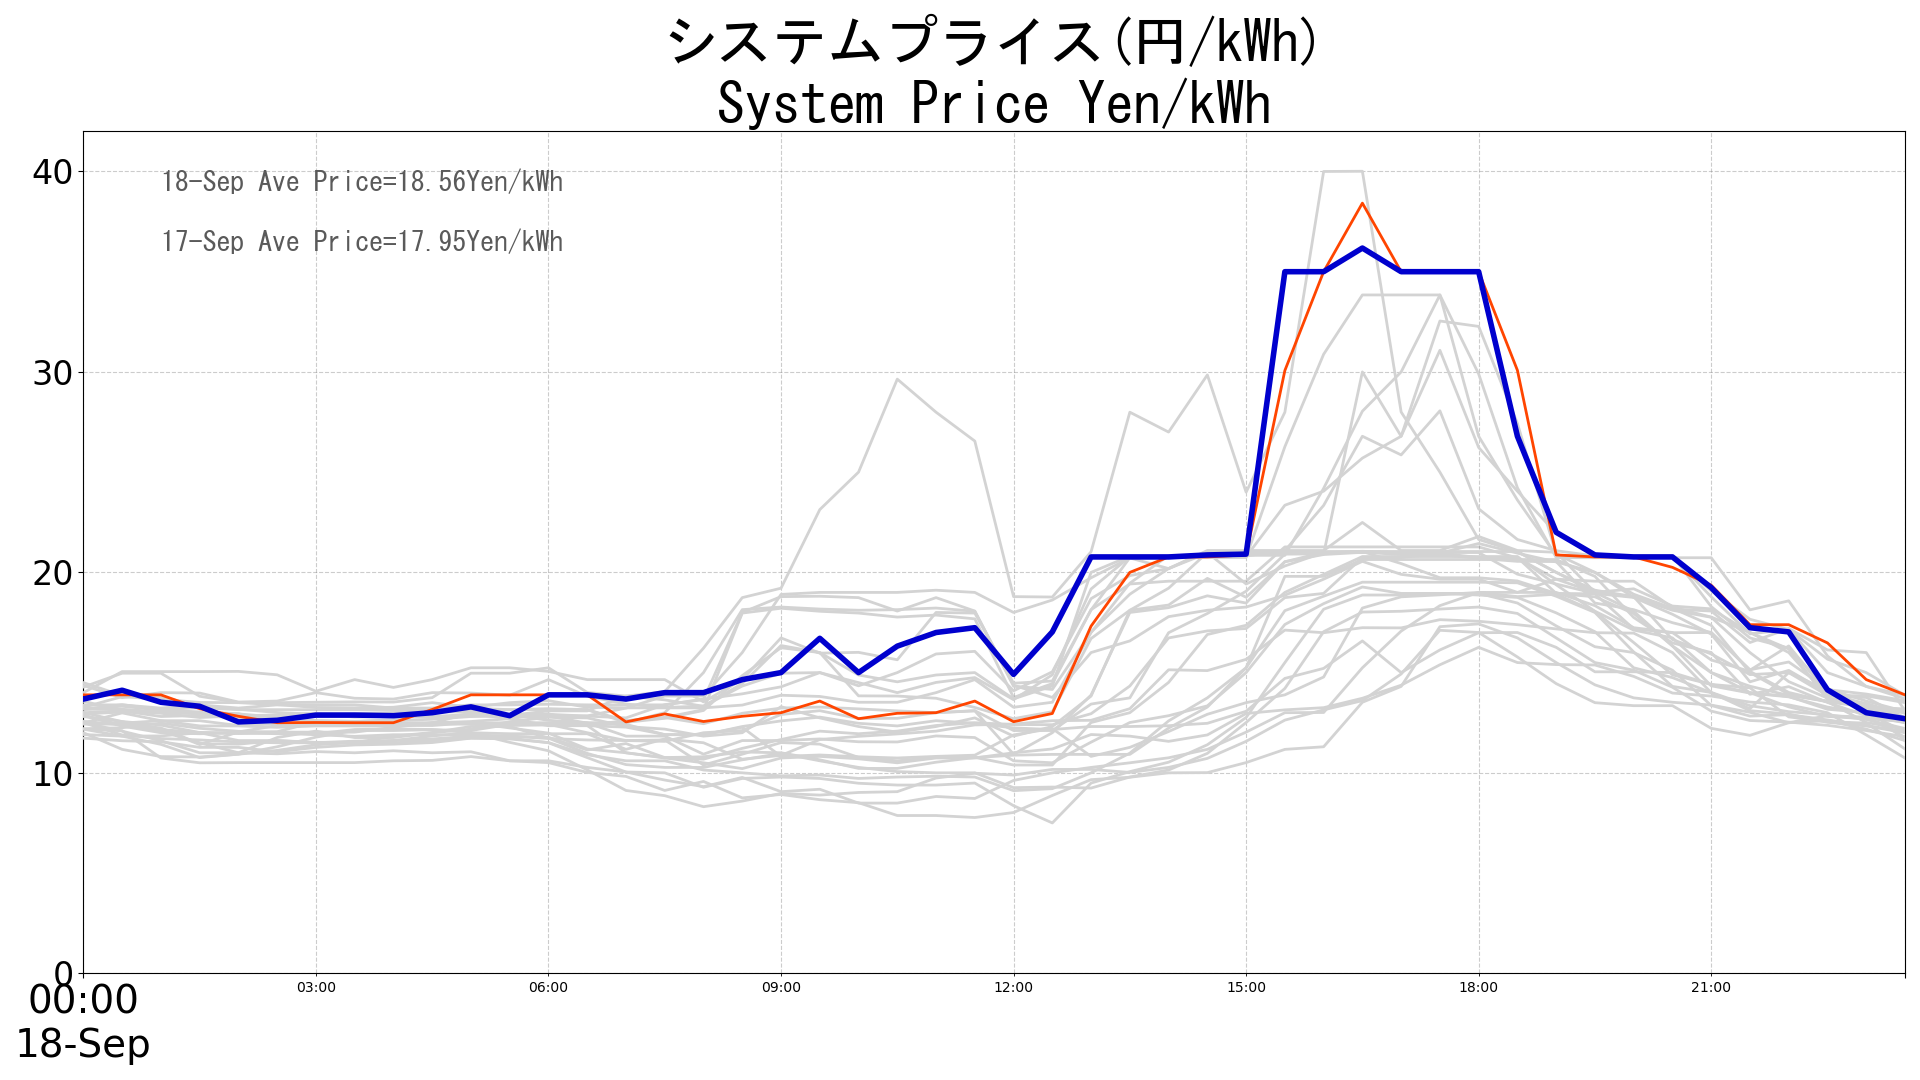 システムプライス(円/kWh)
System Price Yen/kWh
40
18-Sep Ave Price=18.56Yen/kWh
17-Sep Ave Price=17.95Yen/kWh
30
20
10
0
00:00 03:00 06:00 09:00 12:00 15:00 18:00 21:00
18-Sep